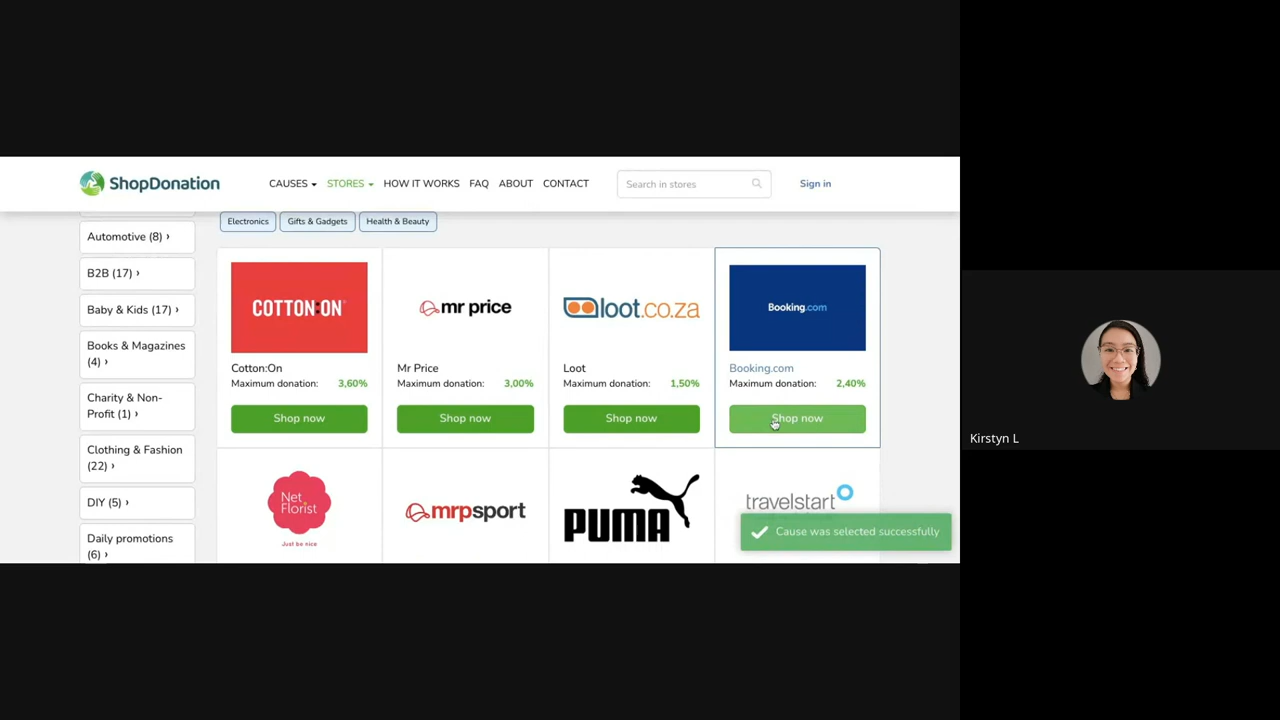 ShopDonation
CAUSES
STORES
HOW IT WORKS
FAQ
ABOUT
CONTACT
Search in stores
Sign in
Electronics
Gifts & Gadgets
Health & Beauty
Automotive (8) ›
B2B (17) ›
Baby & Kids (17) ›
Books & Magazines
(4) ›
Charity & Non-
Profit (1) ›
Clothing & Fashion
(22) ›
DIY (5) ›
Daily promotions
(6) ›
COTTON:ON
Cotton:On
Maximum donation: 3,60%
Shop now
mr price
Mr Price
Maximum donation: 3,00%
Shop now
loot.co.za
Loot
Maximum donation: 1,50%
Shop now
Booking.com
Booking.com
Maximum donation: 2,40%
Shop now
Net
Florist
Just be nice
mrpsport
PUMA
travelstart
Cause was selected successfully
Kirstyn L